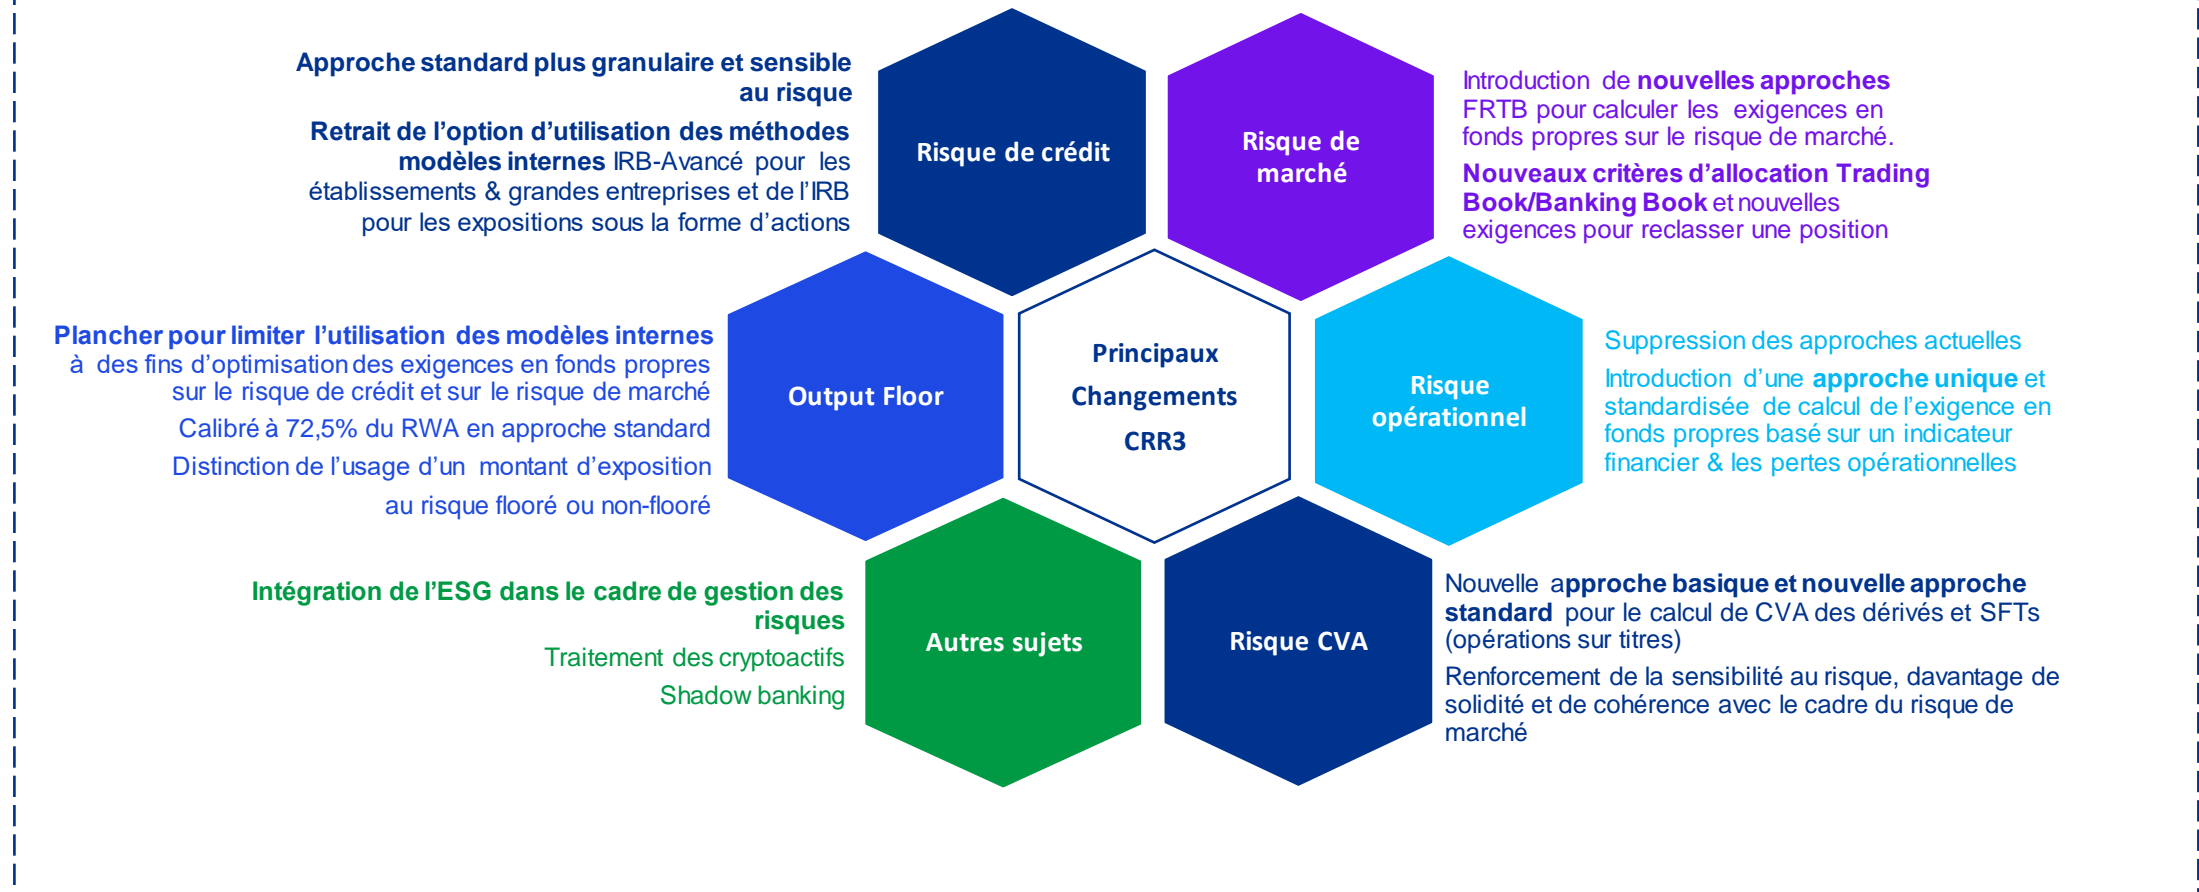 Approche standard plus granulaire et sensible
au risque
Retrait de l’option d’utilisation des méthodes
modèles internes IRB-Avancé pour les
établissements & grandes entreprises et de l’IRB
pour les expositions sous la forme d’actions
Risque de crédit
Risque de
marché
Introduction de nouvelles approches
FRTB pour calculer les exigences en
fonds propres sur le risque de marché.
Nouveaux critères d’allocation Trading
Book/Banking Book et nouvelles
exigences pour reclasser une position
Plancher pour limiter l’utilisation des modèles internes
à des fins d’optimisation des exigences en fonds propres
sur le risque de crédit et sur le risque de marché
Calibré à 72,5% du RWA en approche standard
Distinction de l’usage d’un montant d’exposition
au risque flooré ou non-flooré
Output Floor
Principaux
Changements
CRR3
Risque
opérationnel
Suppression des approches actuelles
Introduction d’une approche unique et
standardisée de calcul de l’exigence en
fonds propres basé sur un indicateur
financier & les pertes opérationnelles
Intégration de l’ESG dans le cadre de gestion des
risques
Traitement des cryptoactifs
Shadow banking
Autres sujets
Risque CVA
Nouvelle approche basique et nouvelle approche
standard pour le calcul de CVA des dérivés et SFTs
(opérations sur titres)
Renforcement de la sensibilité au risque, davantage de
solidité et de cohérence avec le cadre du risque de
marché